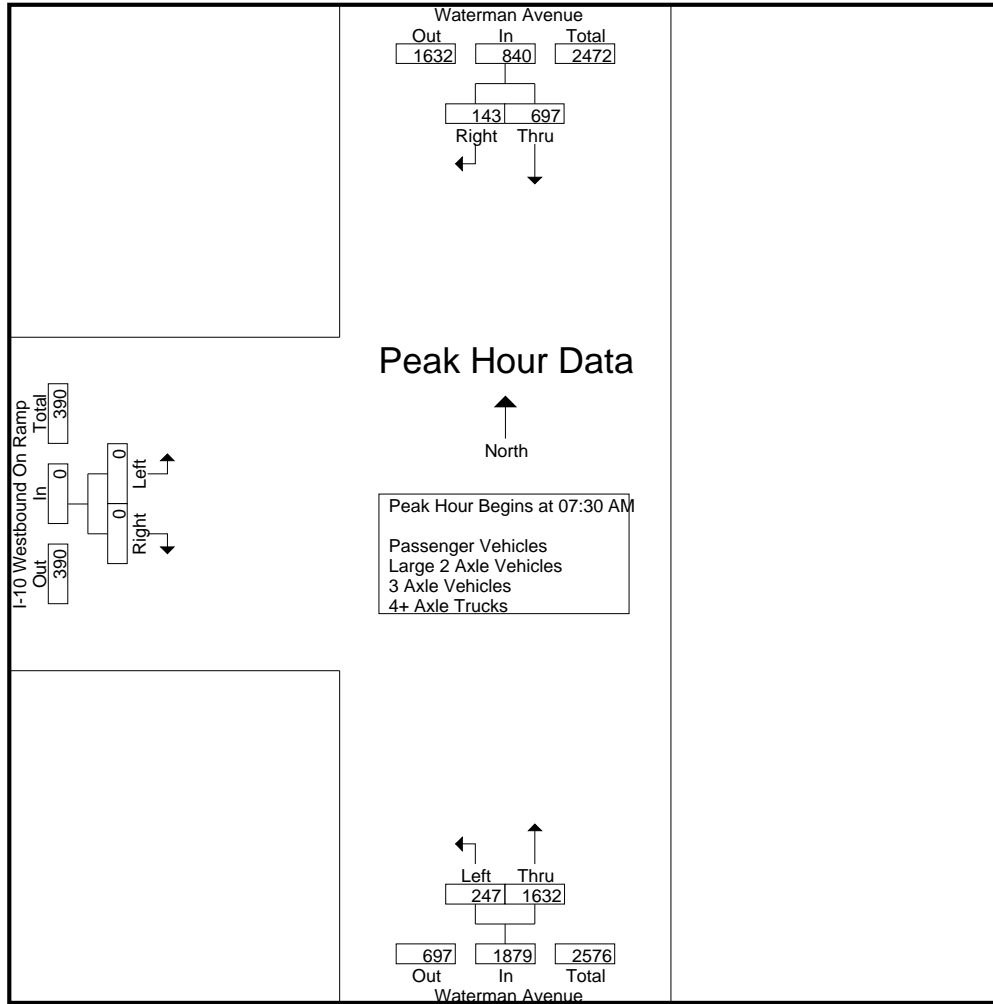 Waterman Avenue
Out In Total
1632 840 2472
143 697
Right Thru
Peak Hour Data
North
I-10 Westbound On Ramp
Out In Total
390 0 390
0 0
Right Left
Peak Hour Begins at 07:30 AM
Passenger Vehicles
Large 2 Axle Vehicles
3 Axle Vehicles
4+ Axle Trucks
Left Thru
247 1632
697 1879 2576
Out In Total
Waterman Avenue